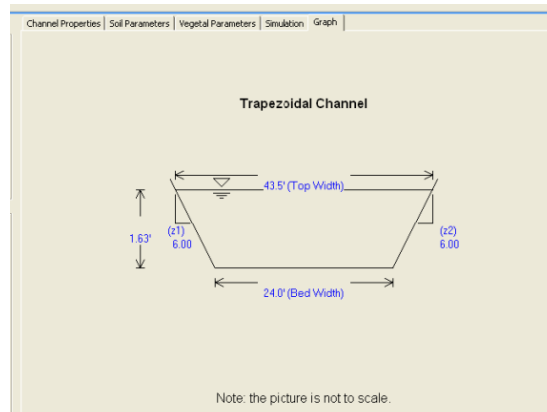 Channel Properties Soil Parameters Vegetal Parameters Simulation Graph
Trapezoidal Channel
43.5' (Top Width)
1.63'
(z1)
6.00
(z2)
6.00
24.0' (Bed Width)
Note: the picture is not to scale.